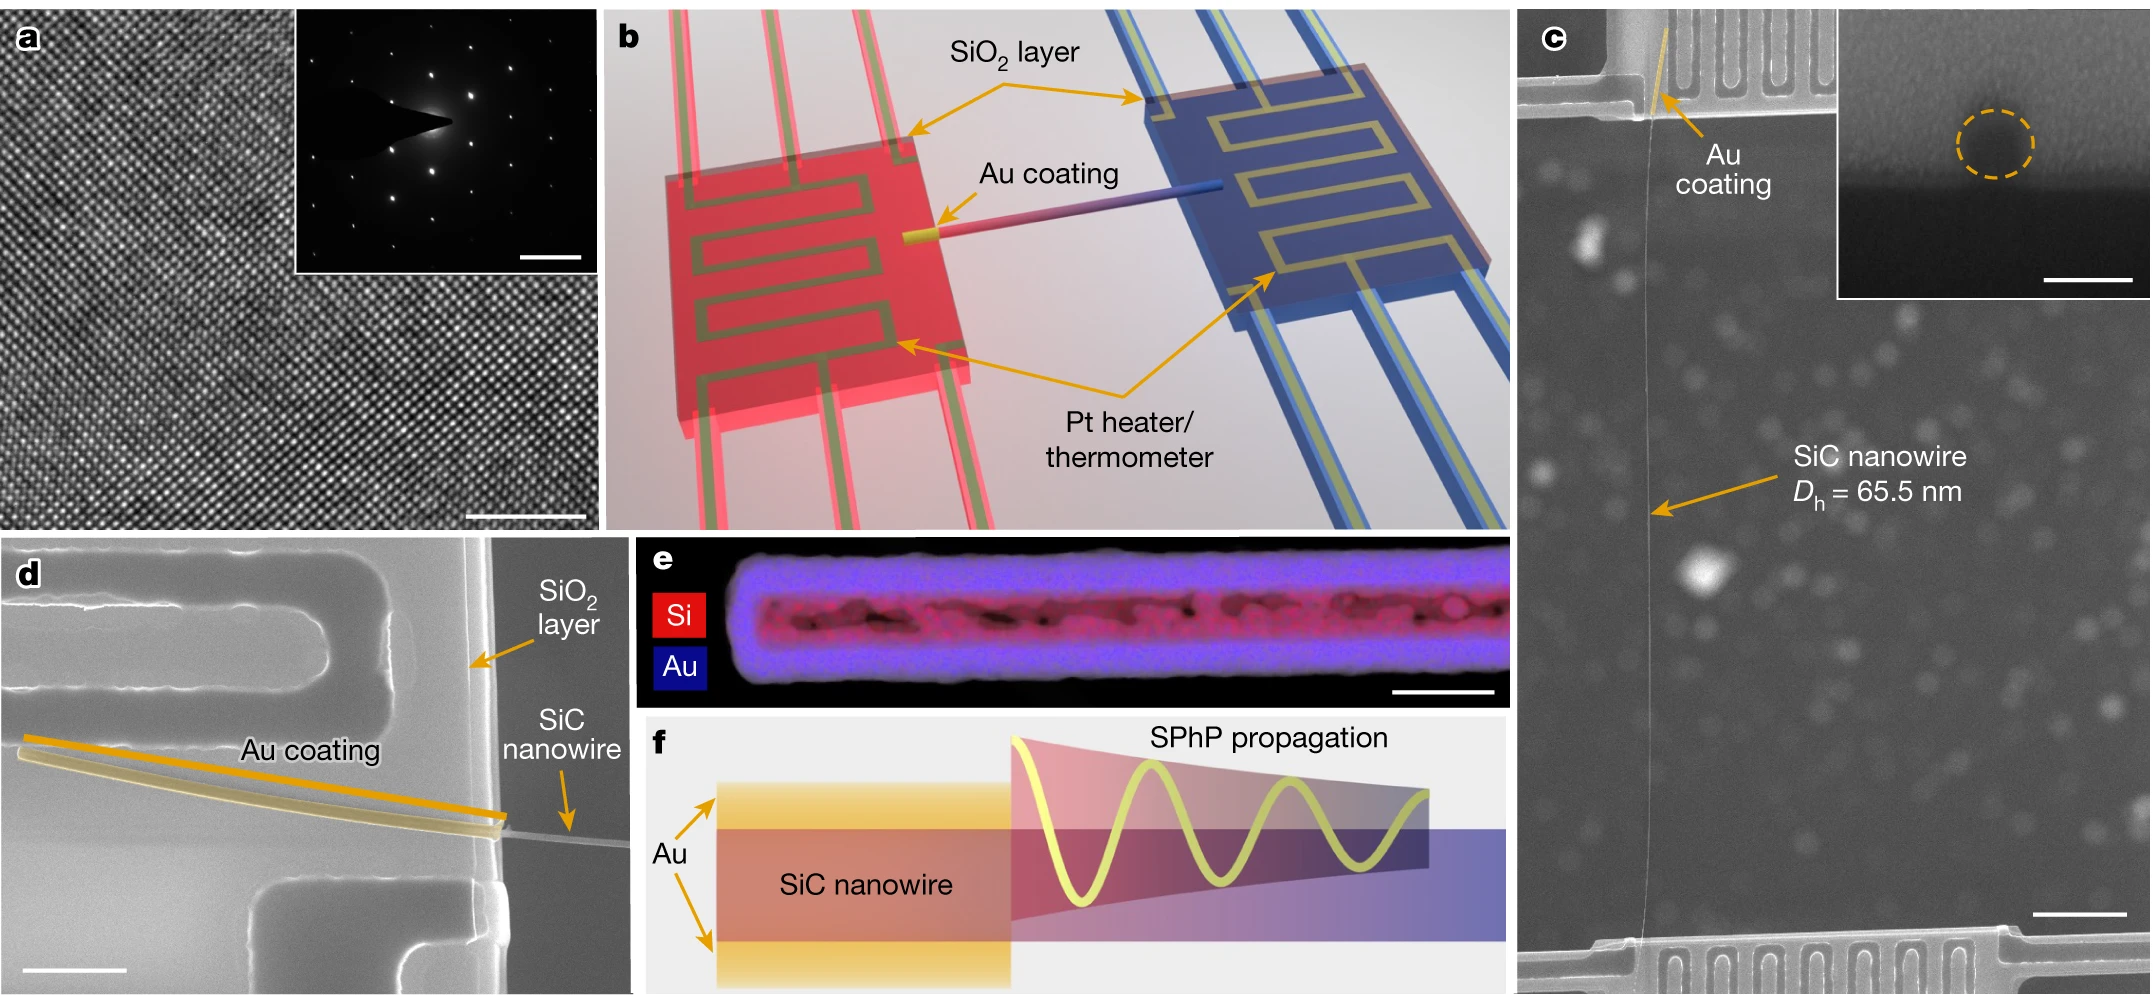 a
b
SiO2 layer
Au coating
Pt heater/
thermometer
c
Au
coating
SiC nanowire
Dh = 65.5 nm
d
SiO2
layer
SiC
nanowire
Au coating
e
Si
Au
f
SPhP propagation
Au
SiC nanowire